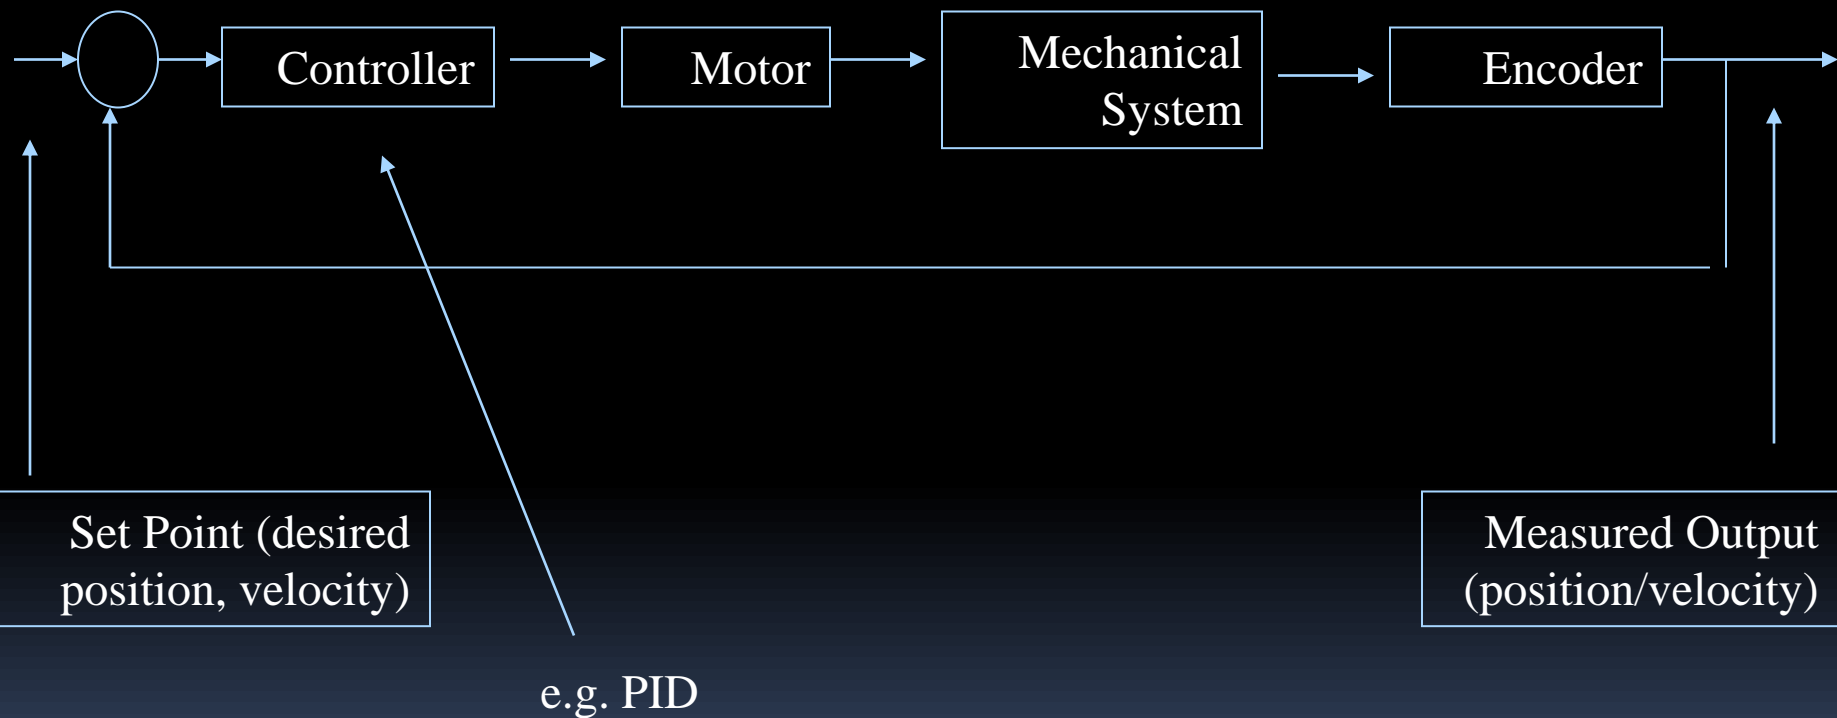 Controller
Motor
Mechanical
System
Encoder
Set Point (desired
position, velocity)
Measured Output
(position/velocity)
e.g. PID